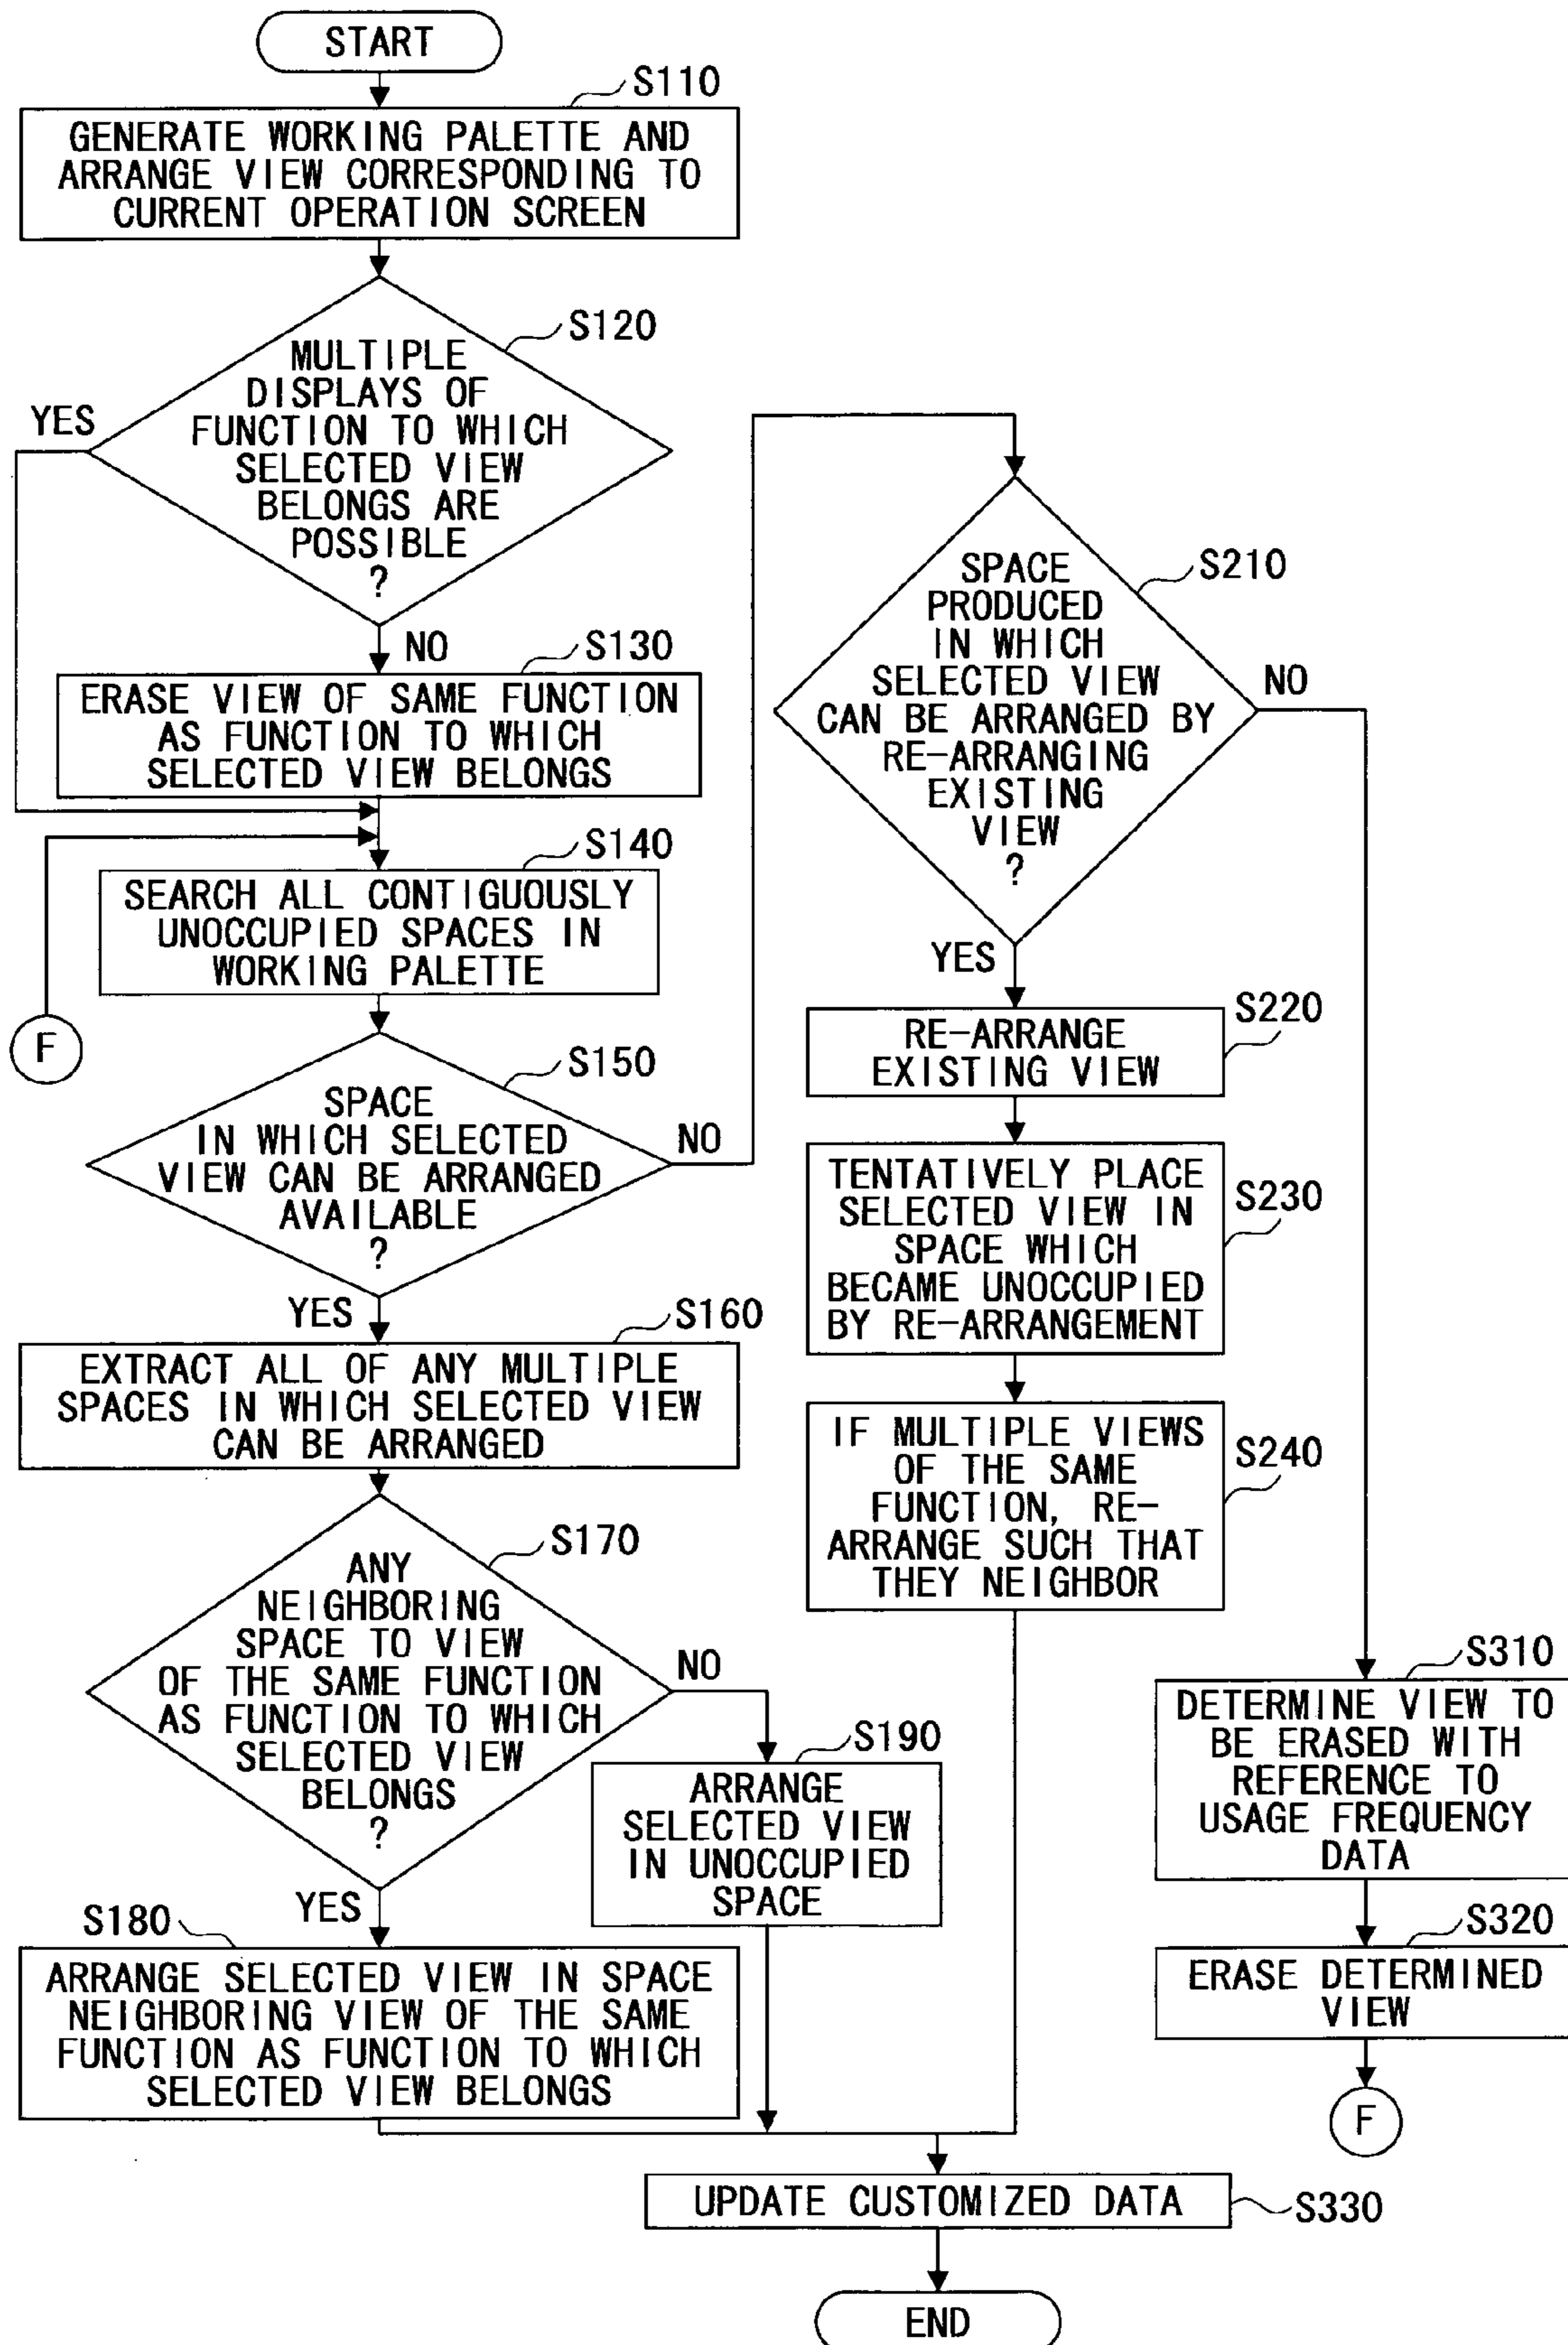 START
S110
GENERATE WORKING PALETTE AND
ARRANGE VIEW CORRESPONDING TO
CURRENT OPERATION SCREEN
S120
MULTIPLE
DISPLAYS OF
FUNCTION TO WHICH
SELECTED VIEW
BELONGS ARE
POSSIBLE
?
YES
NO
S130
ERASE VIEW OF SAME FUNCTION
AS FUNCTION TO WHICH
SELECTED VIEW BELONGS
S140
SEARCH ALL CONTIGUOUSLY
UNOCCUPIED SPACES IN
WORKING PALETTE
F
S150
SPACE
IN WHICH SELECTED
VIEW CAN BE ARRANGED
AVAILABLE
?
NO
YES
S160
EXTRACT ALL OF ANY MULTIPLE
SPACES IN WHICH SELECTED VIEW
CAN BE ARRANGED
S170
ANY
NEIGHBORING
SPACE TO VIEW
OF THE SAME FUNCTION
AS FUNCTION TO WHICH
SELECTED VIEW
BELONGS
?
NO
YES
S190
ARRANGE
SELECTED VIEW
IN UNOCCUPIED
SPACE
S180
ARRANGE SELECTED VIEW IN SPACE
NEIGHBORING VIEW OF THE SAME
FUNCTION AS FUNCTION TO WHICH
SELECTED VIEW BELONGS
S210
SPACE
PRODUCED
IN WHICH
SELECTED VIEW
CAN BE ARRANGED BY
RE-ARRANGING
EXISTING
VIEW
?
NO
YES
S220
RE-ARRANGE
EXISTING VIEW
S230
TENTATIVELY PLACE
SELECTED VIEW IN
SPACE WHICH
BECAME UNOCCUPIED
BY RE-ARRANGEMENT
S240
IF MULTIPLE VIEWS
OF THE SAME
FUNCTION, RE-
ARRANGE SUCH THAT
THEY NEIGHBOR
S310
DETERMINE VIEW TO
BE ERASED WITH
REFERENCE TO
USAGE FREQUENCY
DATA
S320
ERASE DETERMINED
VIEW
F
UPDATE CUSTOMIZED DATA
S330
END